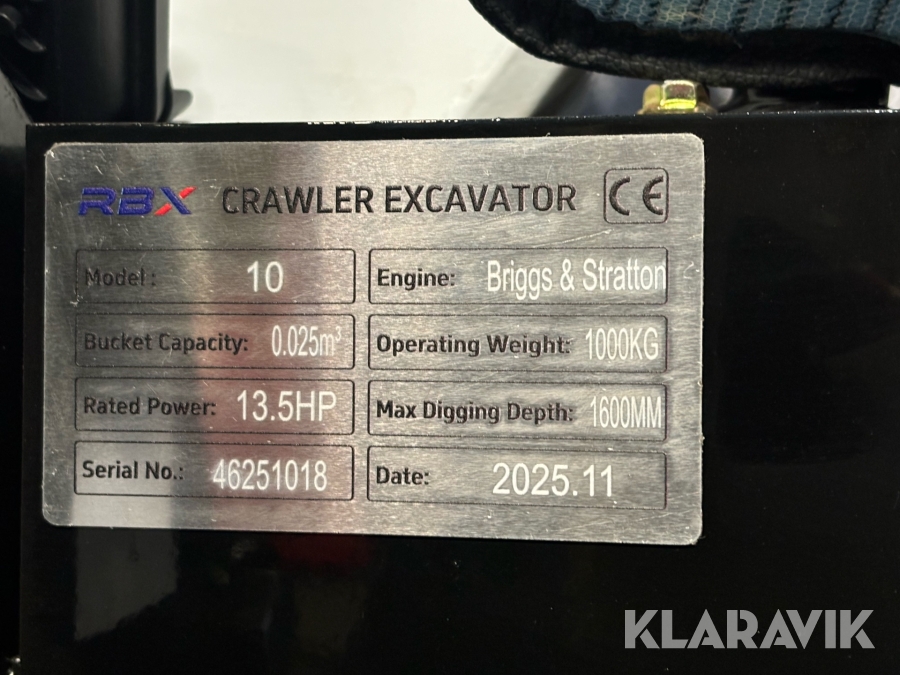 RBX CRAWLER EXCAVATOR CE
Model: 10 Engine: Briggs & Stratton
Bucket Capacity: 0.025m³ Operating Weight: 1000KG
Rated Power: 13.5HP Max Digging Depth: 1600MM
Serial No.: 46251018 Date: 2025.11
KLARAVIK